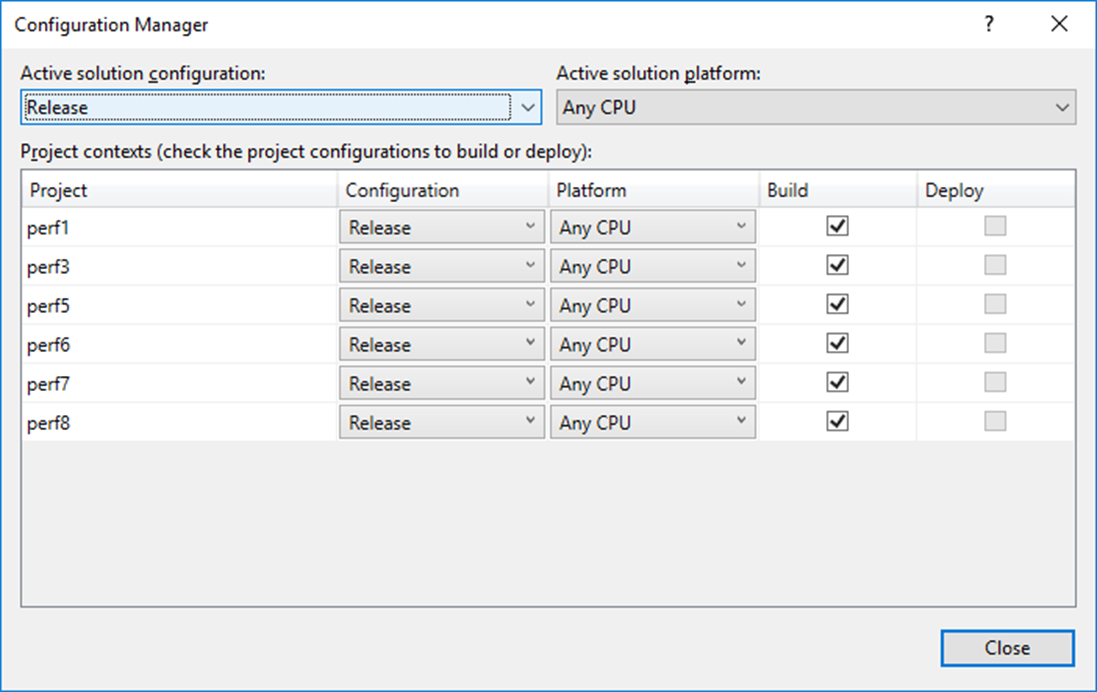 Configuration Manager ?
Active solution configuration: Active solution platform:
Release Any CPU
Project contexts (check the project configurations to build or deploy):
Project Configuration Platform Build Deploy
perf1 Release Any CPU
perf3 Release Any CPU
perf5 Release Any CPU
perf6 Release Any CPU
perf7 Release Any CPU
perf8 Release Any CPU
Close